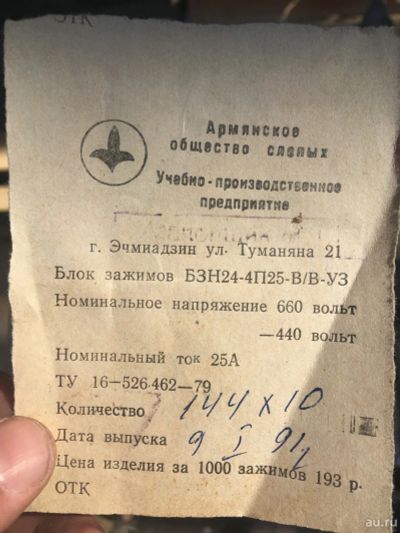 ОТК
Армянское
общество слепых
Учебно-производственное
предприятие
г. Эчмиадзин ул. Туманяна 21
Блок зажимов БЗН24-4П25-В/В-УЗ
Номинальное напряжение 660 вольт
—440 вольт
Номинальный ток 25А
ТУ 16-526.462—79
Количество 144 х 10
Дата выпуска 9 I 91
Цена изделия за 1000 зажимов 193 р.
ОТК
au.ru